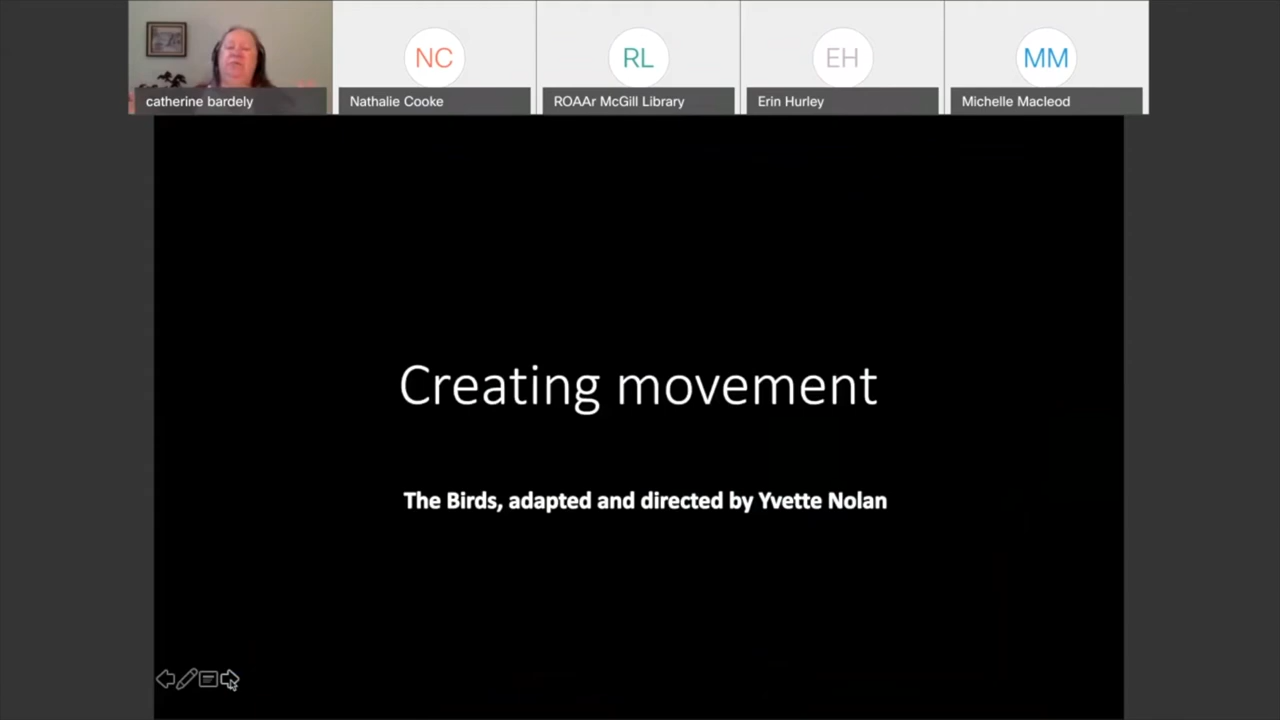 NC
RL
EH
MM
catherine bardely
Nathalie Cooke
ROAAr McGill Library
Erin Hurley
Michelle Macleod
Creating movement
The Birds, adapted and directed by Yvette Nolan